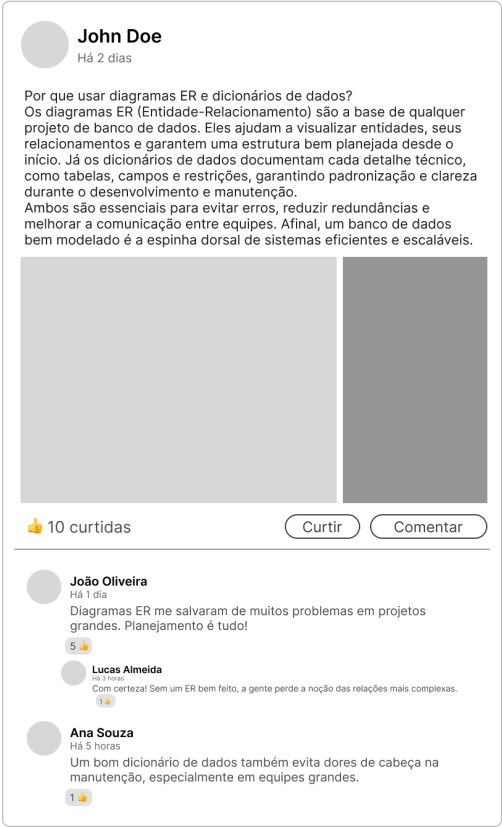 John Doe
Há 2 dias
Por que usar diagramas ER e dicionários de dados?
Os diagramas ER (Entidade-Relacionamento) são a base de qualquer
projeto de banco de dados. Eles ajudam a visualizar entidades, seus
relacionamentos e garantem uma estrutura bem planejada desde o
início. Já os dicionários de dados documentam cada detalhe técnico,
como tabelas, campos e restrições, garantindo padronização e clareza
durante o desenvolvimento e manutenção.
Ambos são essenciais para evitar erros, reduzir redundâncias e
melhorar a comunicação entre equipes. Afinal, um banco de dados
bem modelado é a espinha dorsal de sistemas eficientes e escaláveis.
👍 10 curtidas
Curtir
Comentar
João Oliveira
Há 1 dia
Diagramas ER me salvaram de muitos problemas em projetos
grandes. Planejamento é tudo!
5 👍
Lucas Almeida
Há 3 horas
Com certeza! Sem um ER bem feito, a gente perde a noção das relações mais complexas.
1 👍
Ana Souza
Há 5 horas
Um bom dicionário de dados também evita dores de cabeça na
manutenção, especialmente em equipes grandes.
1 👍